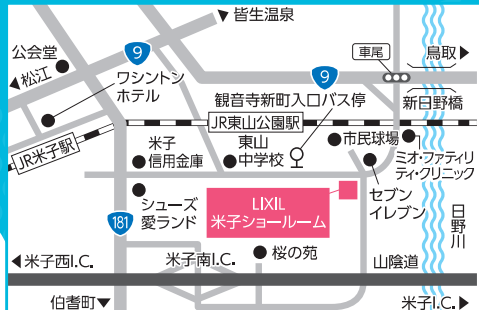 ▼皆生温泉
公会堂
9
◀松江
ワシントン
ホテル
9
車尾
鳥取▶
観音寺新町入口バス停
新日野橋
JR東山公園駅
JR米子駅
米子
信用金庫
東山
中学校
市民球場
ミオ・ファティリ
ティ・クリニック
シューズ
愛ランド
LIXIL
米子ショールーム
セブン
イレブン
日野川
181
桜の苑
◀米子西I.C.
米子南I.C.
山陰道
伯耆町▼
米子I.C.▶